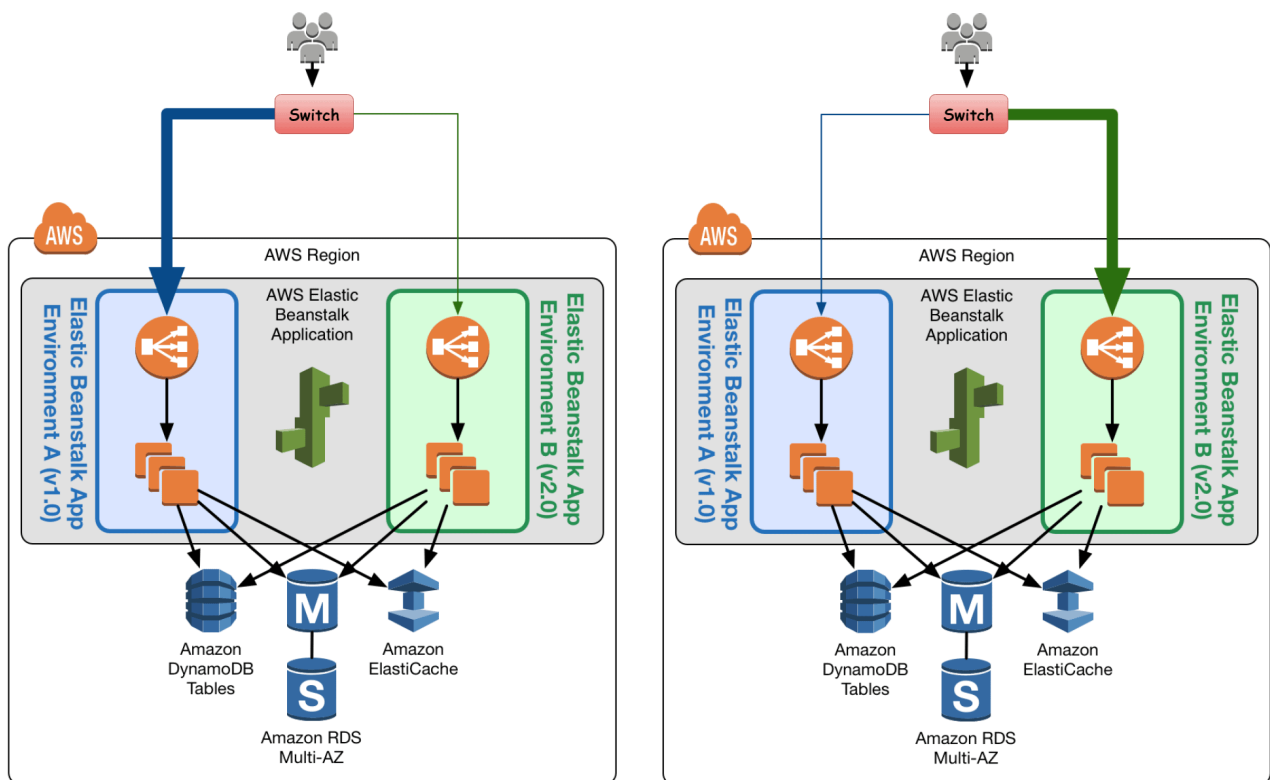 Switch
AWS
AWS Region
Elastic Beanstalk App
Environment A (v1.0)
AWS Elastic
Beanstalk
Application
Elastic Beanstalk App
Environment B (v2.0)
M
Amazon
DynamoDB
Tables
Amazon
ElastiCache
S
Amazon RDS
Multi-AZ
Switch
AWS
AWS Region
Elastic Beanstalk App
Environment A (v1.0)
AWS Elastic
Beanstalk
Application
Elastic Beanstalk App
Environment B (v2.0)
M
Amazon
DynamoDB
Tables
Amazon
ElastiCache
S
Amazon RDS
Multi-AZ